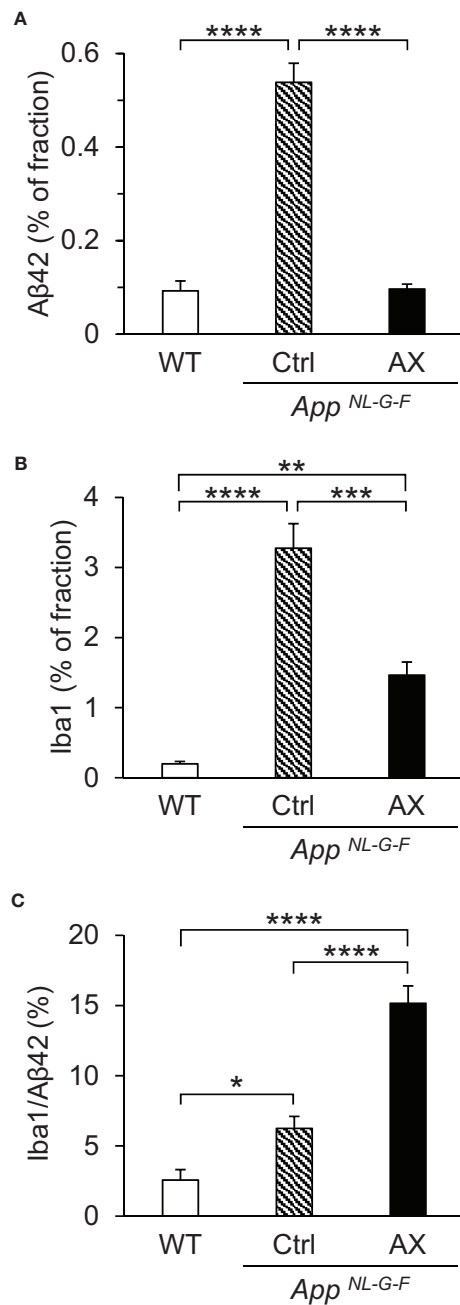 A
**** ****
0.6
0.4
0.2
0
Aβ42 (% of fraction)
WT Ctrl AX
App NL-G-F
B
**
**** ***
4
3
2
1
0
Iba1 (% of fraction)
WT Ctrl AX
App NL-G-F
C
****
****
*
20
15
10
5
0
Iba1/Aβ42 (%)
WT Ctrl AX
App NL-G-F